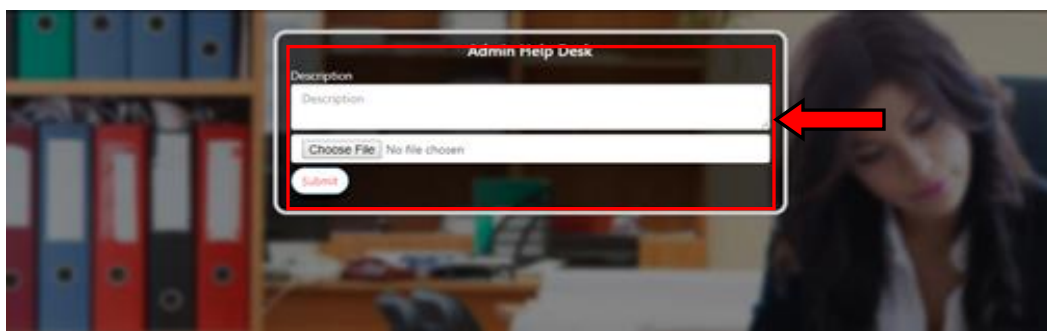 Admin Help Desk
Description
Description
Choose File No file chosen
Submit